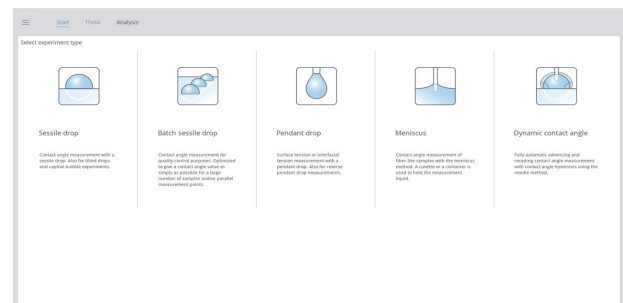 Start Theta Analysis
Select experiment type
Sessile drop
Contact angle measurement with a
sessile drop. Also for tilted drops
and captive bubble experiments.
Batch sessile drop
Contact angle measurement for
quality control purposes. Optimized
to give a contact angle value as
simply as possible for a large
number of samples and/or parallel
measurement points.
Pendant drop
Surface tension or interfacial
tension measurement with a
pendant drop. Also for reverse
pendant drop measurements.
Meniscus
Contact angle measurement of
fiber-like samples with the meniscus
method. A cuvette or a container is
used to hold the measurement
liquid.
Dynamic contact angle
Fully automatic advancing and
receding contact angle measurement
with contact angle hysteresis using the
needle method.